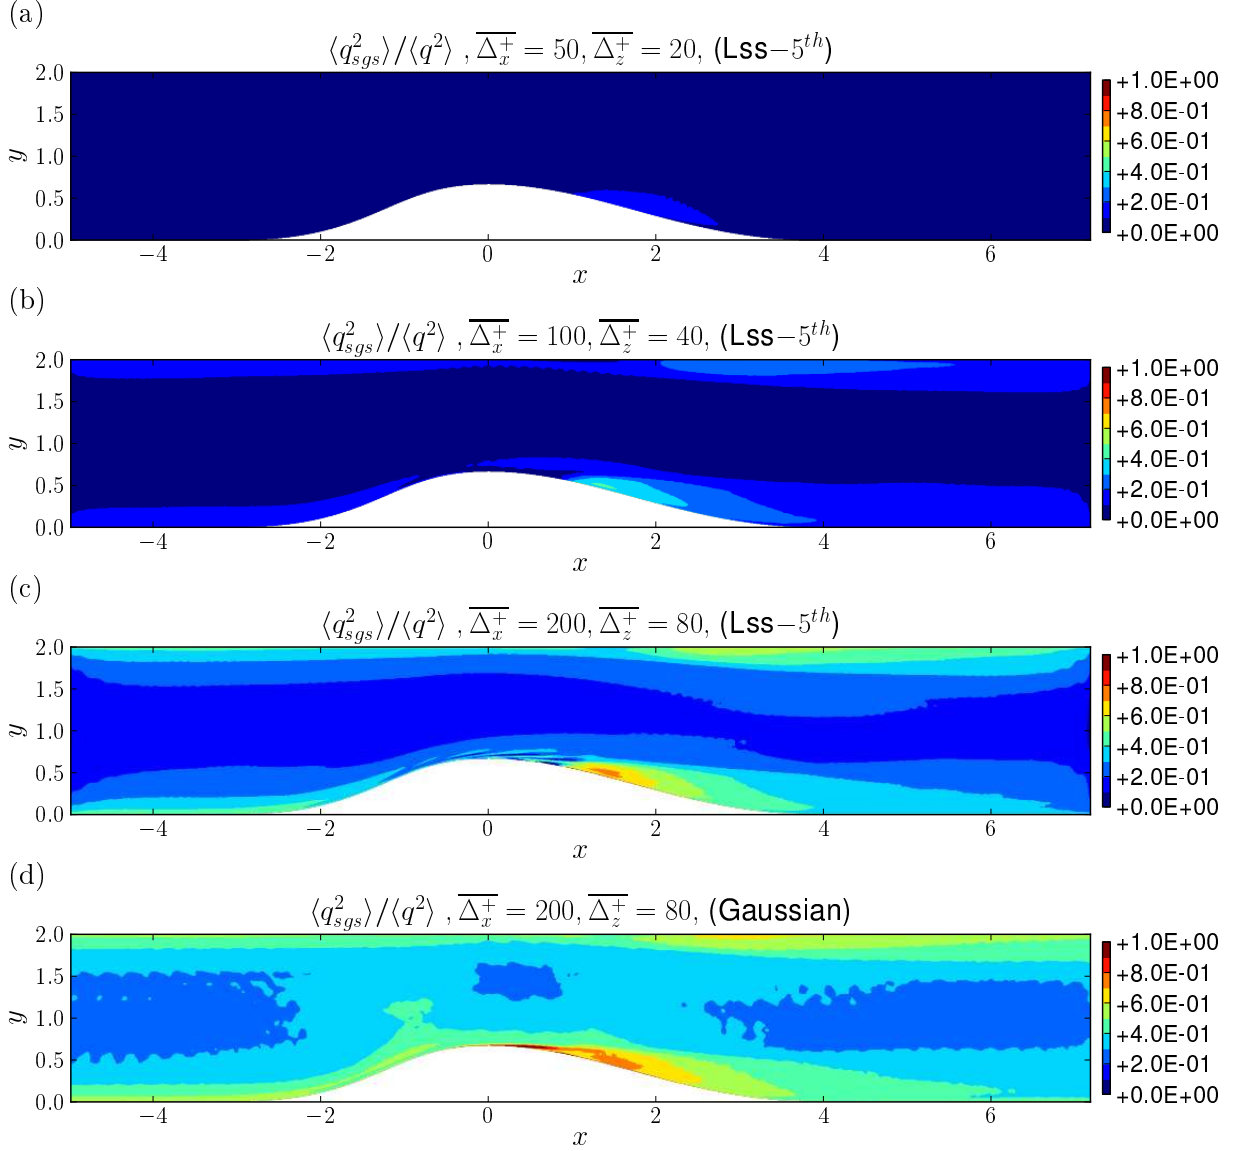 (a)
⟨q²sgs⟩/⟨q²⟩ , Δ⁺x = 50, Δ⁺z = 20, (Lss−5th)
2.0
1.5
1.0
0.5
0.0
y
−4 −2 0 2 4 6
x
+1.0E+00
+8.0E-01
+6.0E-01
+4.0E-01
+2.0E-01
+0.0E+00
(b)
⟨q²sgs⟩/⟨q²⟩ , Δ⁺x = 100, Δ⁺z = 40, (Lss−5th)
2.0
1.5
1.0
0.5
0.0
y
−4 −2 0 2 4 6
x
+1.0E+00
+8.0E-01
+6.0E-01
+4.0E-01
+2.0E-01
+0.0E+00
(c)
⟨q²sgs⟩/⟨q²⟩ , Δ⁺x = 200, Δ⁺z = 80, (Lss−5th)
2.0
1.5
1.0
0.5
0.0
y
−4 −2 0 2 4 6
x
+1.0E+00
+8.0E-01
+6.0E-01
+4.0E-01
+2.0E-01
+0.0E+00
(d)
⟨q²sgs⟩/⟨q²⟩ , Δ⁺x = 200, Δ⁺z = 80, (Gaussian)
2.0
1.5
1.0
0.5
0.0
y
−4 −2 0 2 4 6
x
+1.0E+00
+8.0E-01
+6.0E-01
+4.0E-01
+2.0E-01
+0.0E+00